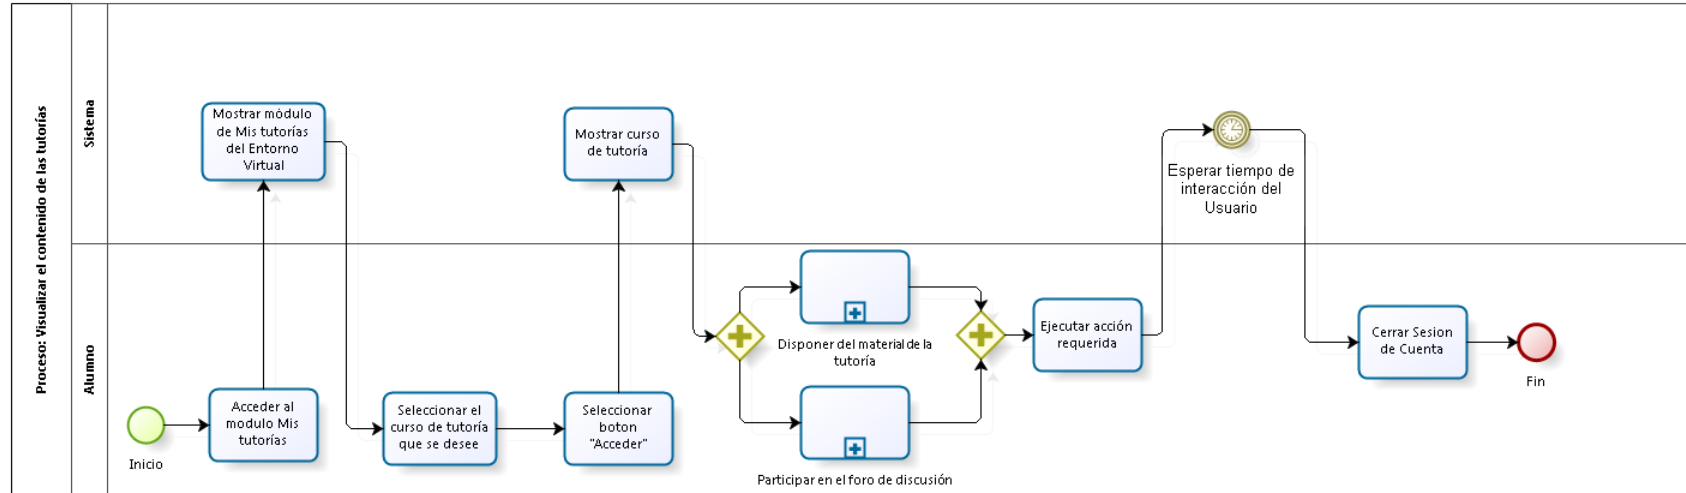 Proceso: Visualizar el contenido de las tutorías
Sistema
Alumno
Inicio
Acceder al
modulo Mis
tutorías
Mostrar módulo
de Mis tutorías
del Entorno
Virtual
Seleccionar el
curso de tutoría
que se desee
Seleccionar
boton
"Acceder"
Mostrar curso
de tutoría
Disponer del material de la
tutoría
Participar en el foro de discusión
Ejecutar acción
requerida
Esperar tiempo de
interacción del
Usuario
Cerrar Sesion
de Cuenta
Fin